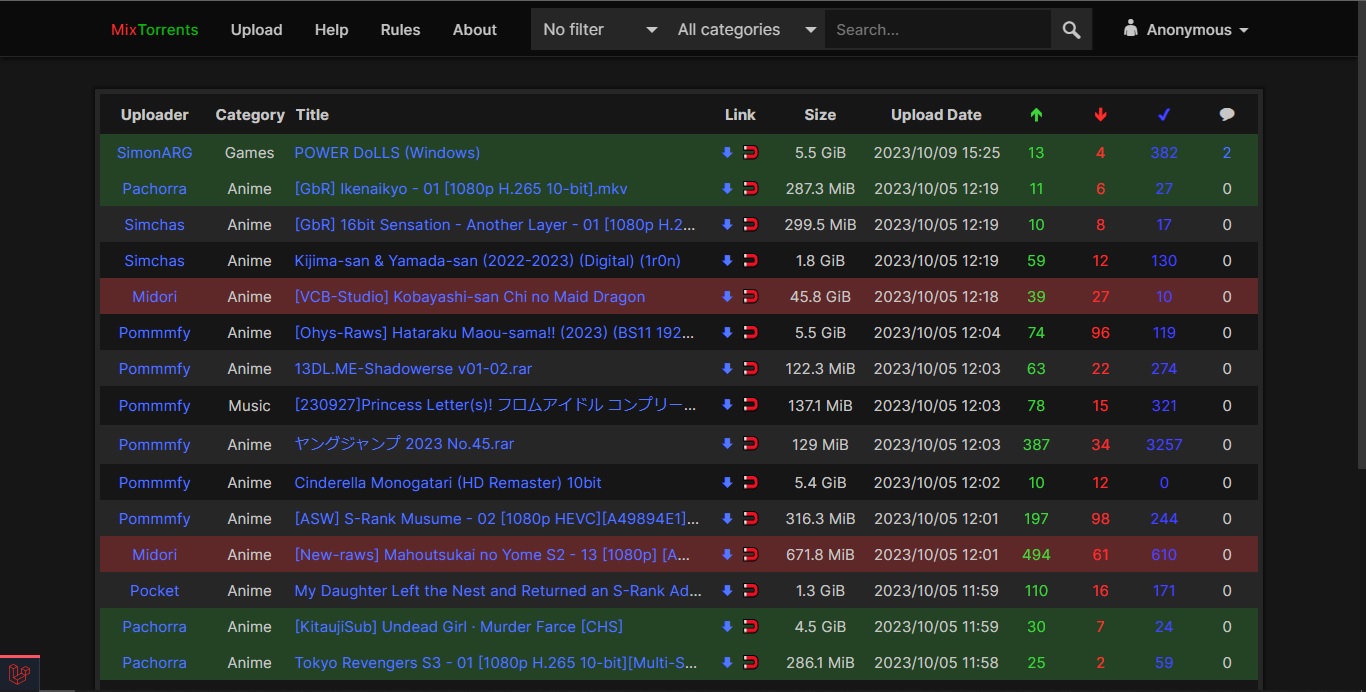 MixTorrents Upload Help Rules About No filter All categories Search... Anonymous
Uploader Category Title Link Size Upload Date
SimonARG Games POWER DoLLS (Windows) 5.5 GiB 2023/10/09 15:25 13 4 382 2
Pachorra Anime [GbR] Ikenaikyo - 01 [1080p H.265 10-bit].mkv 287.3 MiB 2023/10/05 12:19 11 6 27 0
Simchas Anime [GbR] 16bit Sensation - Another Layer - 01 [1080p H.2... 299.5 MiB 2023/10/05 12:19 10 8 17 0
Simchas Anime Kijima-san & Yamada-san (2022-2023) (Digital) (1r0n) 1.8 GiB 2023/10/05 12:19 59 12 130 0
Midori Anime [VCB-Studio] Kobayashi-san Chi no Maid Dragon 45.8 GiB 2023/10/05 12:18 39 27 10 0
Pommmfy Anime [Ohys-Raws] Hataraku Maou-sama!! (2023) (BS11 192... 5.5 GiB 2023/10/05 12:04 74 96 119 0
Pommmfy Anime 13DL.ME-Shadowerse v01-02.rar 122.3 MiB 2023/10/05 12:03 63 22 274 0
Pommmfy Music [230927]Princess Letter(s)! フロムアイドル コンプリー... 137.1 MiB 2023/10/05 12:03 78 15 321 0
Pommmfy Anime ヤングジャンプ 2023 No.45.rar 129 MiB 2023/10/05 12:03 387 34 3257 0
Pommmfy Anime Cinderella Monogatari (HD Remaster) 10bit 5.4 GiB 2023/10/05 12:02 10 12 0 0
Pommmfy Anime [ASW] S-Rank Musume - 02 [1080p HEVC][A49894E1]... 316.3 MiB 2023/10/05 12:01 197 98 244 0
Midori Anime [New-raws] Mahoutsukai no Yome S2 - 13 [1080p] [A... 671.8 MiB 2023/10/05 12:01 494 61 610 0
Pocket Anime My Daughter Left the Nest and Returned an S-Rank Ad... 1.3 GiB 2023/10/05 11:59 110 16 171 0
Pachorra Anime [KitaujiSub] Undead Girl · Murder Farce [CHS] 4.5 GiB 2023/10/05 11:59 30 7 24 0
Pachorra Anime Tokyo Revengers S3 - 01 [1080p H.265 10-bit][Multi-S... 286.1 MiB 2023/10/05 11:58 25 2 59 0